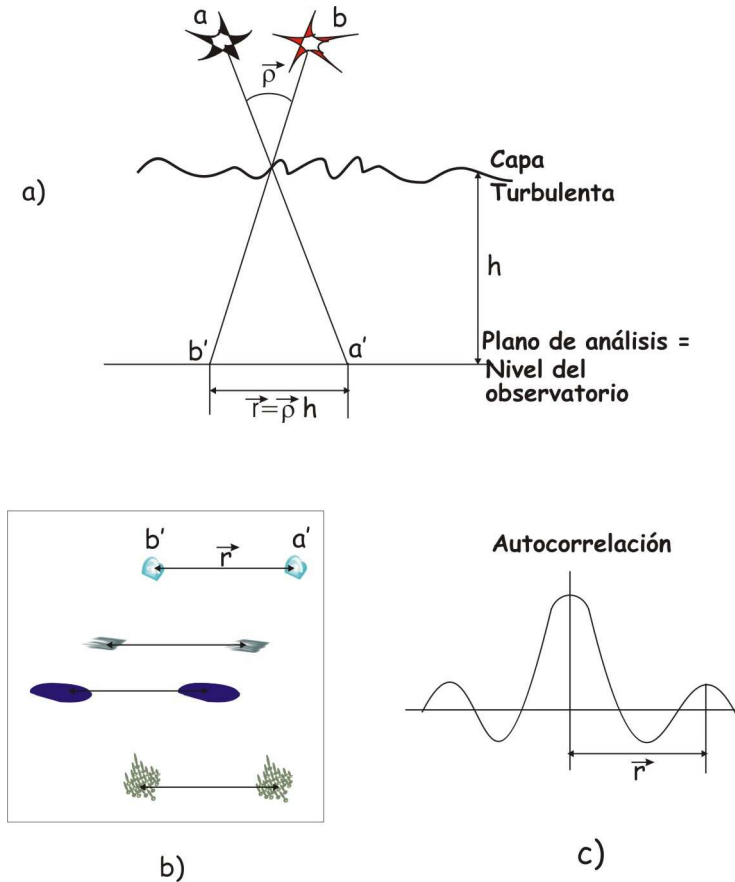 a
b
ρ⃗
a)
Capa
Turbulenta
h
b'
a'
Plano de análisis =
Nivel del
observatorio
r⃗=ρ⃗ h
b'
a'
r⃗
Autocorrelación
r⃗
b)
c)